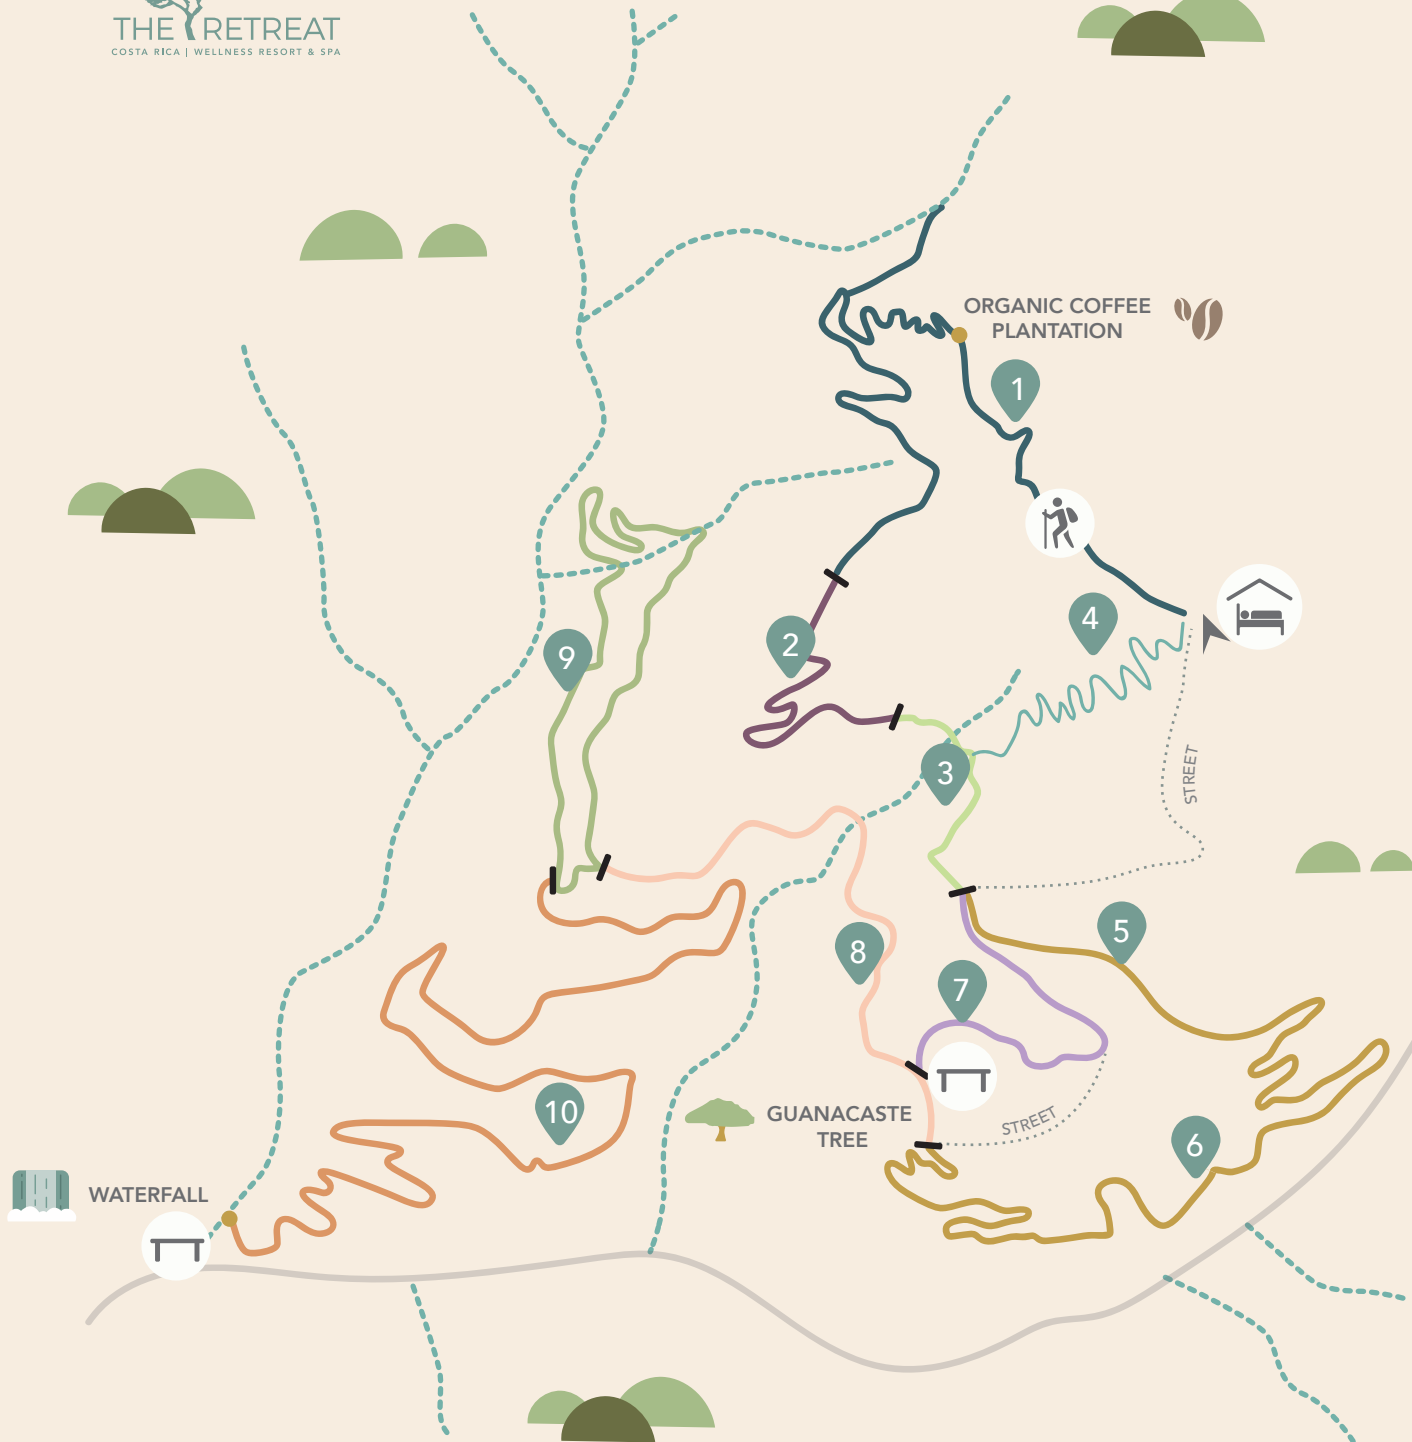 THE RETREAT
COSTA RICA | WELLNESS RESORT & SPA
ORGANIC COFFEE
PLANTATION
1
4
9
2
STREET
3
5
8
7
GUANACASTE
TREE
STREET
10
6
WATERFALL